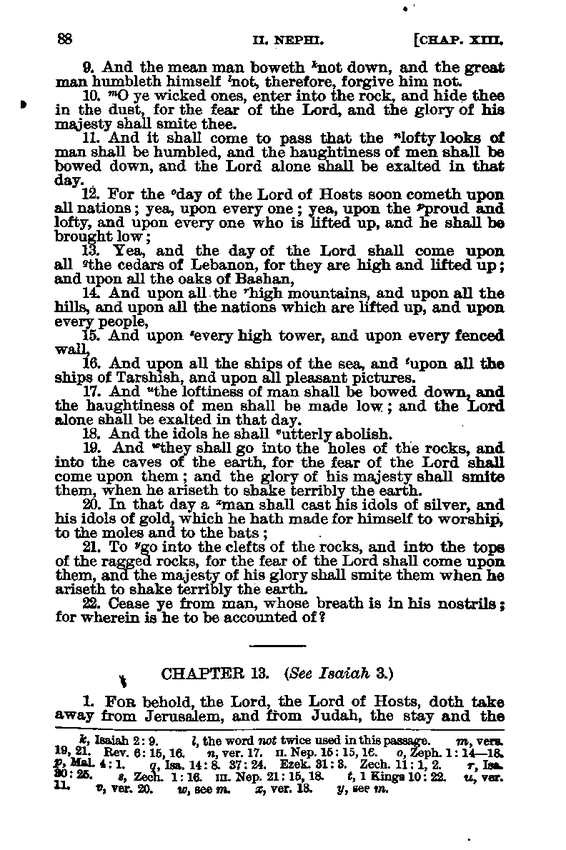 88 II. NEPHI. [CHAP. XIII.
9. And the mean man boweth ᵏnot down, and the great
man humbleth himself ˡnot, therefore, forgive him not.
10. ᵐO ye wicked ones, enter into the rock, and hide thee
in the dust, for the fear of the Lord, and the glory of his
majesty shall smite thee.
11. And it shall come to pass that the ⁿlofty looks of
man shall be humbled, and the haughtiness of men shall be
bowed down, and the Lord alone shall be exalted in that
day.
12. For the ᵒday of the Lord of Hosts soon cometh upon
all nations; yea, upon every one; yea, upon the ᵖproud and
lofty, and upon every one who is lifted up, and he shall be
brought low;
13. Yea, and the day of the Lord shall come upon
all ᑫthe cedars of Lebanon, for they are high and lifted up;
and upon all the oaks of Bashan,
14. And upon all the ʳhigh mountains, and upon all the
hills, and upon all the nations which are lifted up, and upon
every people,
15. And upon ˢevery high tower, and upon every fenced
wall,
16. And upon all the ships of the sea, and ᵗupon all the
ships of Tarshish, and upon all pleasant pictures.
17. And ᵘthe loftiness of man shall be bowed down, and
the haughtiness of men shall be made low; and the Lord
alone shall be exalted in that day.
18. And the idols he shall ᵛutterly abolish.
19. And ʷthey shall go into the holes of the rocks, and
into the caves of the earth, for the fear of the Lord shall
come upon them; and the glory of his majesty shall smite
them, when he ariseth to shake terribly the earth.
20. In that day a ˣman shall cast his idols of silver, and
his idols of gold, which he hath made for himself to worship,
to the moles and to the bats;
21. To ʸgo into the clefts of the rocks, and into the tops
of the ragged rocks, for the fear of the Lord shall come upon
them, and the majesty of his glory shall smite them when he
ariseth to shake terribly the earth.
22. Cease ye from man, whose breath is in his nostrils;
for wherein is he to be accounted of?
CHAPTER 13. (See Isaiah 3.)
1. FOR behold, the Lord, the Lord of Hosts, doth take
away from Jerusalem, and from Judah, the stay and the
k, Isaiah 2: 9. l, the word not twice used in this passage. m, vers.
19, 21. Rev. 6: 15, 16. n, ver. 17. II. Nep. 15: 15, 16. o, Zeph. 1: 14—18.
p, Mal. 4: 1. q, Isa. 14: 8. 37: 24. Ezek. 31: 3. Zech. 11: 1, 2. r, Isa.
30: 25. s, Zech. 1: 16. III. Nep. 21: 15, 18. t, 1 Kings 10: 22. u, ver.
11. v, ver. 20. w, see m. x, ver. 18. y, see m.